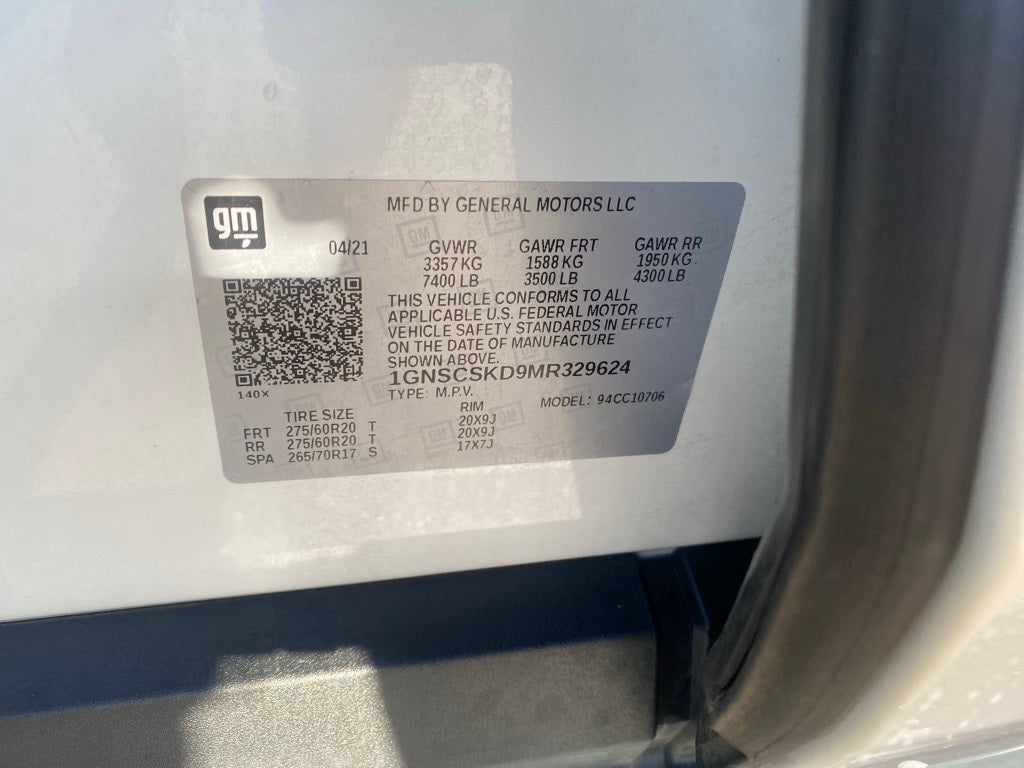 gm
MFD BY GENERAL MOTORS LLC
04/21 GVWR GAWR FRT GAWR RR
3357 KG 1588 KG 1950 KG
7400 LB 3500 LB 4300 LB
THIS VEHICLE CONFORMS TO ALL
APPLICABLE U.S. FEDERAL MOTOR
VEHICLE SAFETY STANDARDS IN EFFECT
ON THE DATE OF MANUFACTURE
SHOWN ABOVE.
1GNSCSKD9MR329624
140X TYPE: M.P.V. MODEL: 94CC10706
TIRE SIZE RIM
FRT 275/60R20 T 20X9J
RR 275/60R20 T 20X9J
SPA 265/70R17 S 17X7J